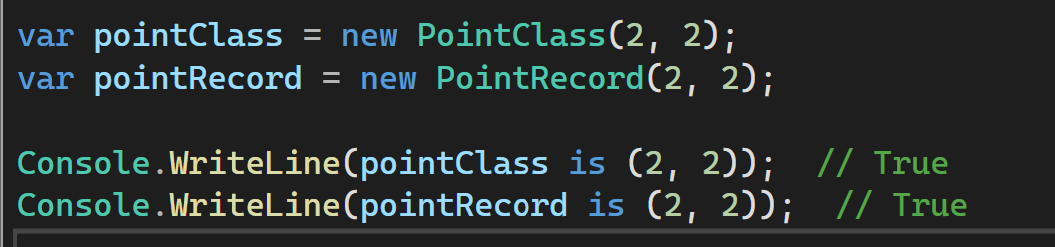 var pointClass = new PointClass(2, 2);
var pointRecord = new PointRecord(2, 2);
Console.WriteLine(pointClass is (2, 2));  // True
Console.WriteLine(pointRecord is (2, 2));  // True